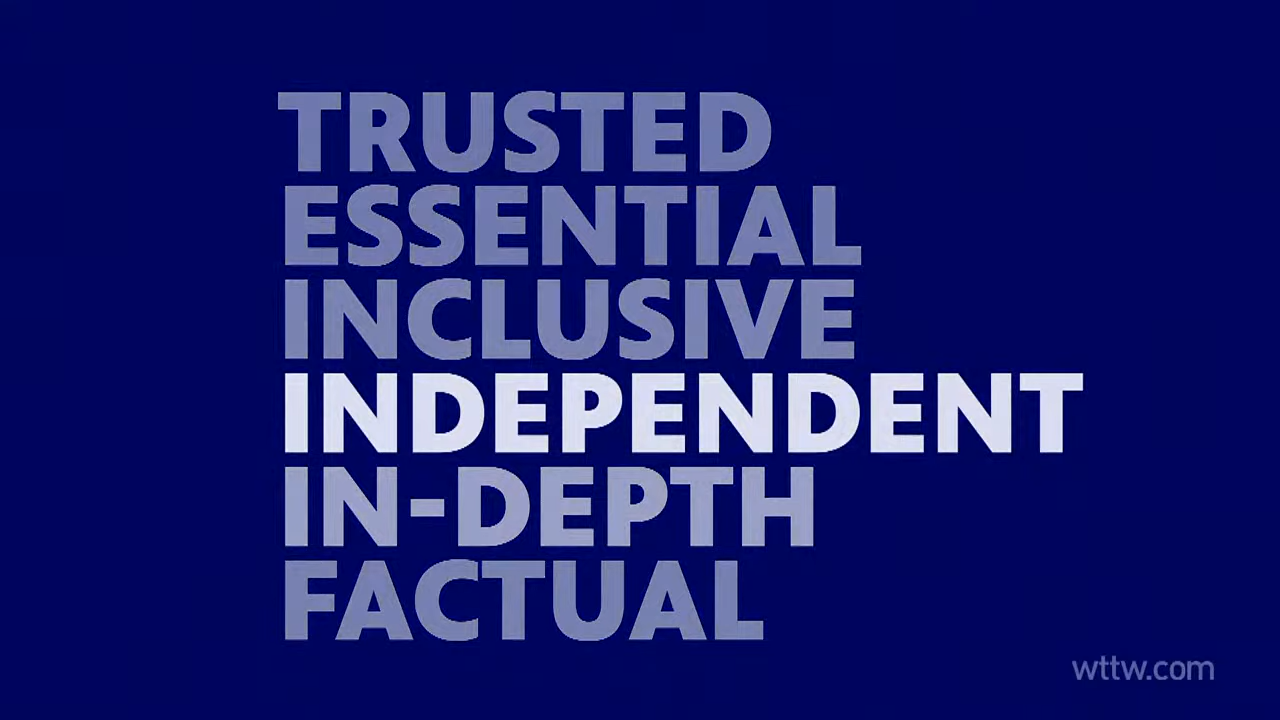 TRUSTED
ESSENTIAL
INCLUSIVE
INDEPENDENT
IN-DEPTH
FACTUAL
wttw.com